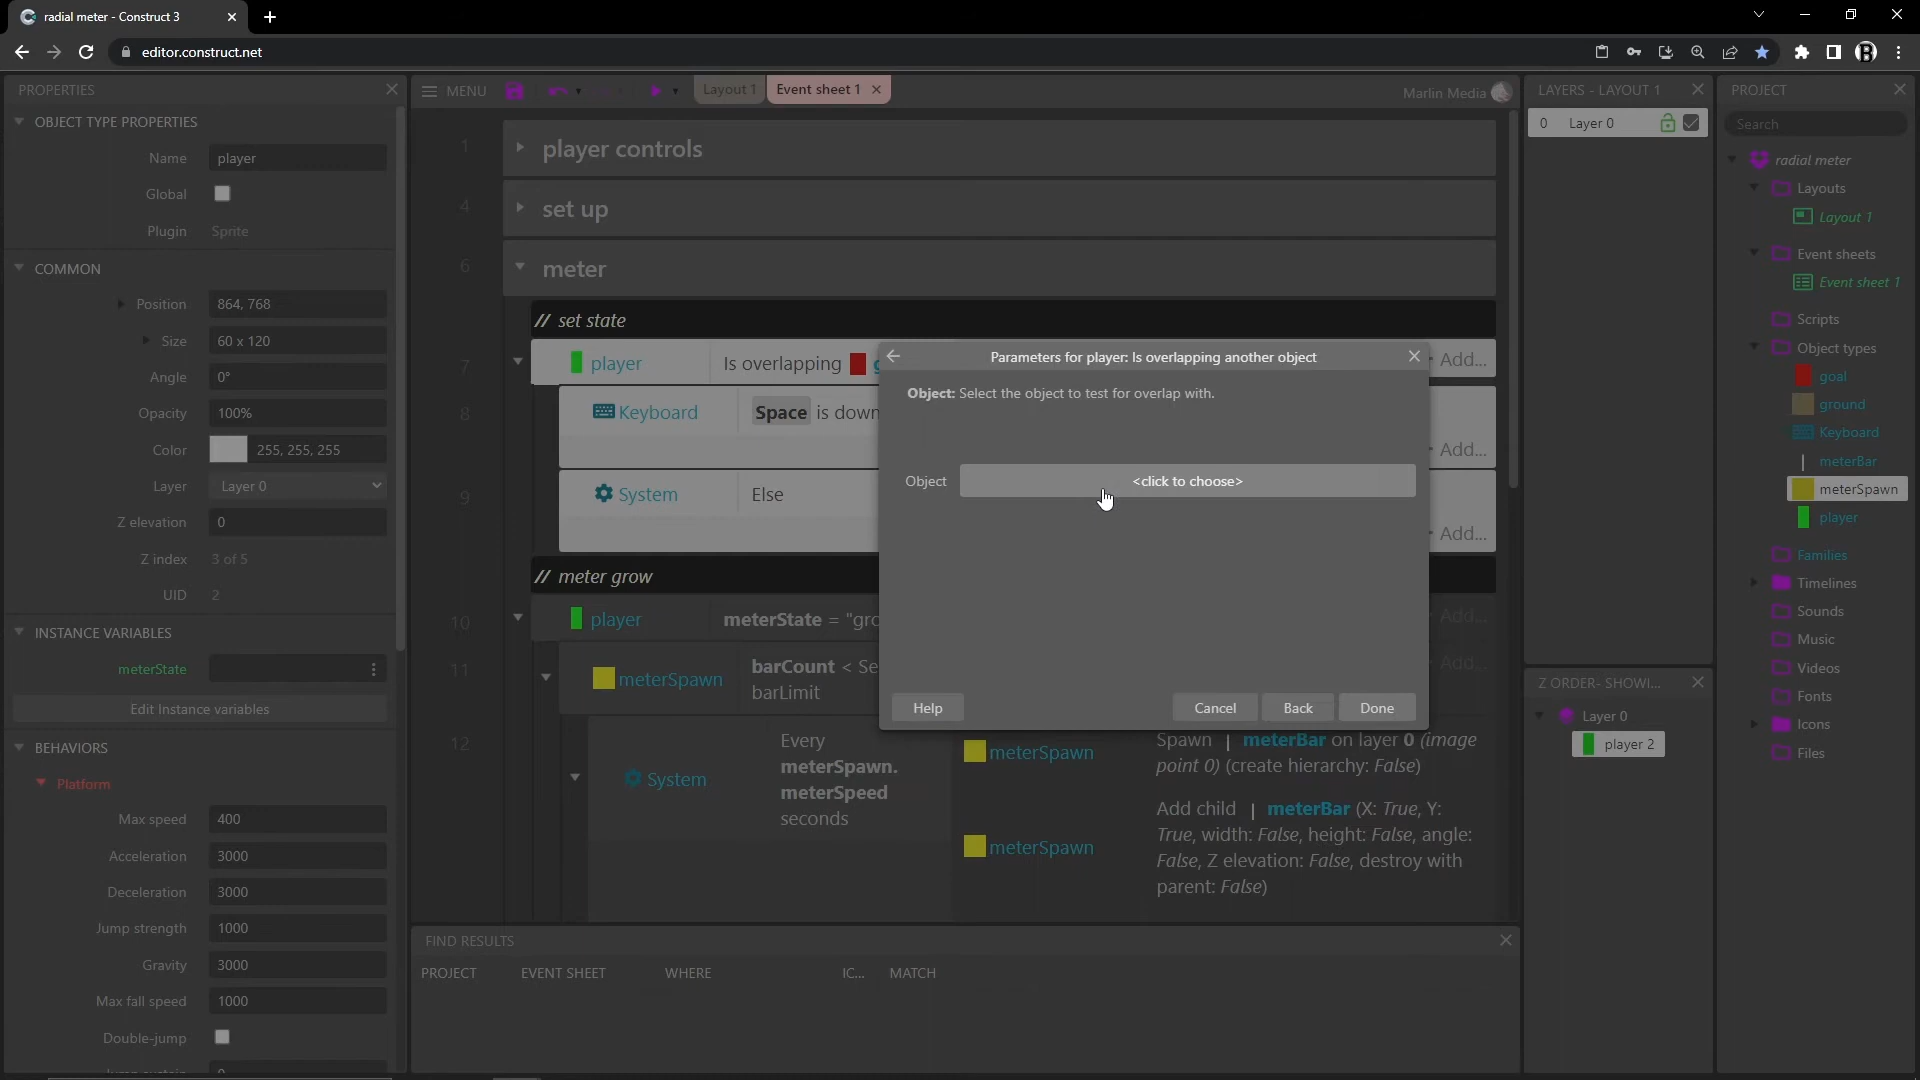 radial meter - Construct 3
editor.construct.net
PROPERTIES
OBJECT TYPE PROPERTIES
Name player
Global
Plugin Sprite
COMMON
Position 864, 768
Size 60 x 120
Angle 0°
Opacity 100%
Color 255, 255, 255
Layer Layer 0
Z elevation 0
Z index 3 of 5
UID 2
INSTANCE VARIABLES
meterState
Edit Instance variables
BEHAVIORS
Platform
Max speed 400
Acceleration 3000
Deceleration 3000
Jump strength 1000
Gravity 3000
Max fall speed 1000
Double-jump
MENU
Layout 1
Event sheet 1
Marlin Media
1 player controls
4 set up
6 meter
// set state
7 player Is overlapping
Add...
8 Keyboard Space is down
Add...
9 System Else
Add...
// meter grow
10 player meterState = "gro
Add...
11 meterSpawn barCount < Se
barLimit
Add...
12 System Every
meterSpawn.
meterSpeed
seconds
meterSpawn Spawn | meterBar on layer 0 (image
point 0) (create hierarchy: False)
meterSpawn Add child | meterBar (X: True, Y:
True, width: False, height: False, angle:
False, Z elevation: False, destroy with
parent: False)
Parameters for player: Is overlapping another object
Object: Select the object to test for overlap with.
Object <click to choose>
Help Cancel Back Done
FIND RESULTS
PROJECT EVENT SHEET WHERE IC... MATCH
LAYERS - LAYOUT 1
0 Layer 0
Z ORDER- SHOWI...
Layer 0
player 2
PROJECT
Search
radial meter
Layouts
Layout 1
Event sheets
Event sheet 1
Scripts
Object types
goal
ground
Keyboard
meterBar
meterSpawn
player
Families
Timelines
Sounds
Music
Videos
Fonts
Icons
Files